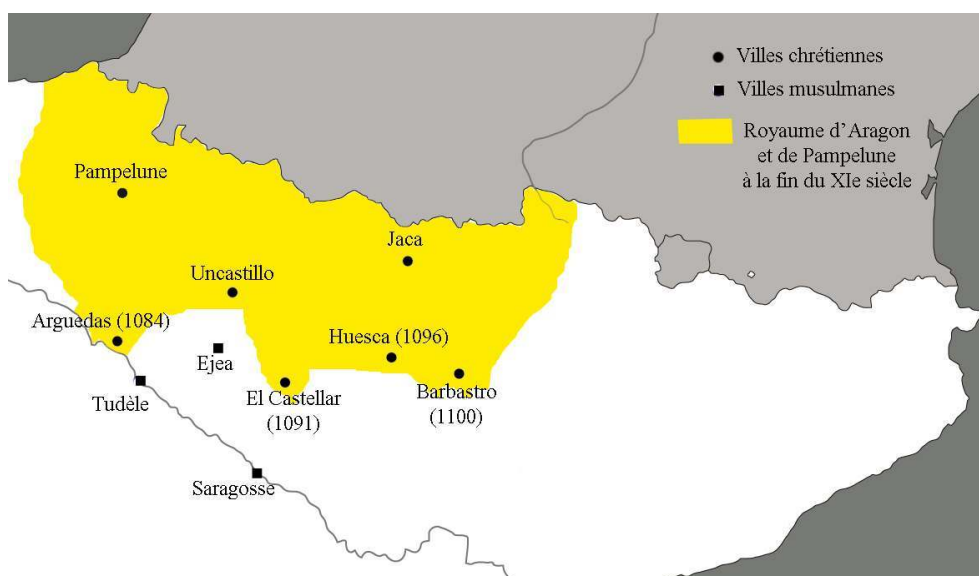 Villes chrétiennes
Villes musulmanes
Royaume d'Aragon
et de Pampelune
à la fin du XIe siècle
Pampelune
Jaca
Uncastillo
Arguedas (1084)
Huesca (1096)
Ejea
El Castellar
(1091)
Barbastro
(1100)
Tudèle
Saragosse